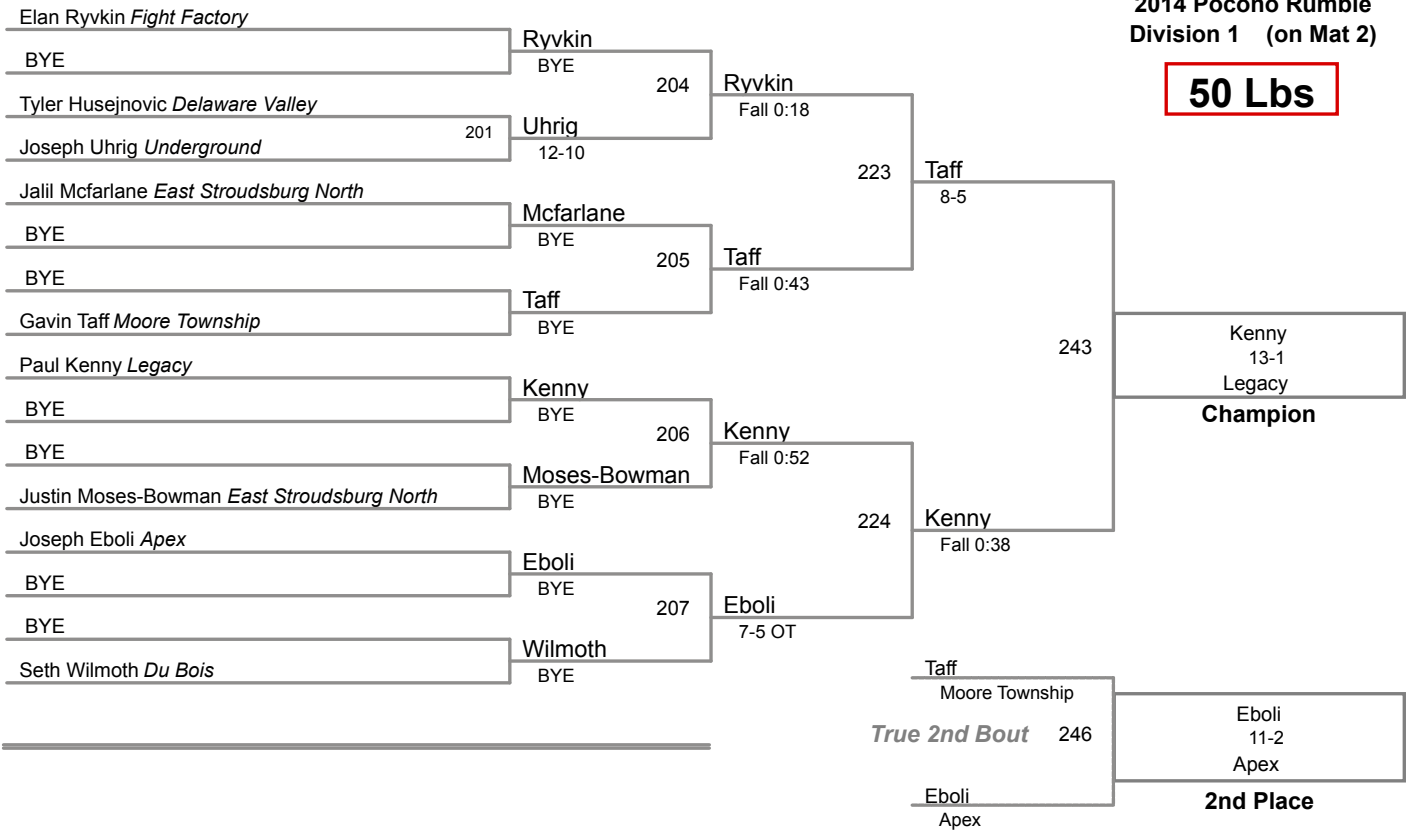 2014 Pocono Rumble
Division 1 (on Mat 2)
50 Lbs
Elan Ryvkin Fight Factory
BYE
Tyler Husejnovic Delaware Valley
201
Joseph Uhrig Underground
Jalil Mcfarlane East Stroudsburg North
BYE
BYE
Gavin Taff Moore Township
Paul Kenny Legacy
BYE
BYE
Justin Moses-Bowman East Stroudsburg North
Joseph Eboli Apex
BYE
BYE
Seth Wilmoth Du Bois
Ryvkin
BYE
204
Uhrig
12-10
Mcfarlane
BYE
205
Taff
BYE
Kenny
BYE
206
Moses-Bowman
BYE
Eboli
BYE
207
Wilmoth
BYE
Ryvkin
Fall 0:18
223
Taff
Fall 0:43
Kenny
Fall 0:52
224
Eboli
7-5 OT
Taff
8-5
243
Kenny
Fall 0:38
Kenny
13-1
Legacy
Champion
Taff
Moore Township
True 2nd Bout 246
Eboli
Apex
Eboli
11-2
Apex
2nd Place